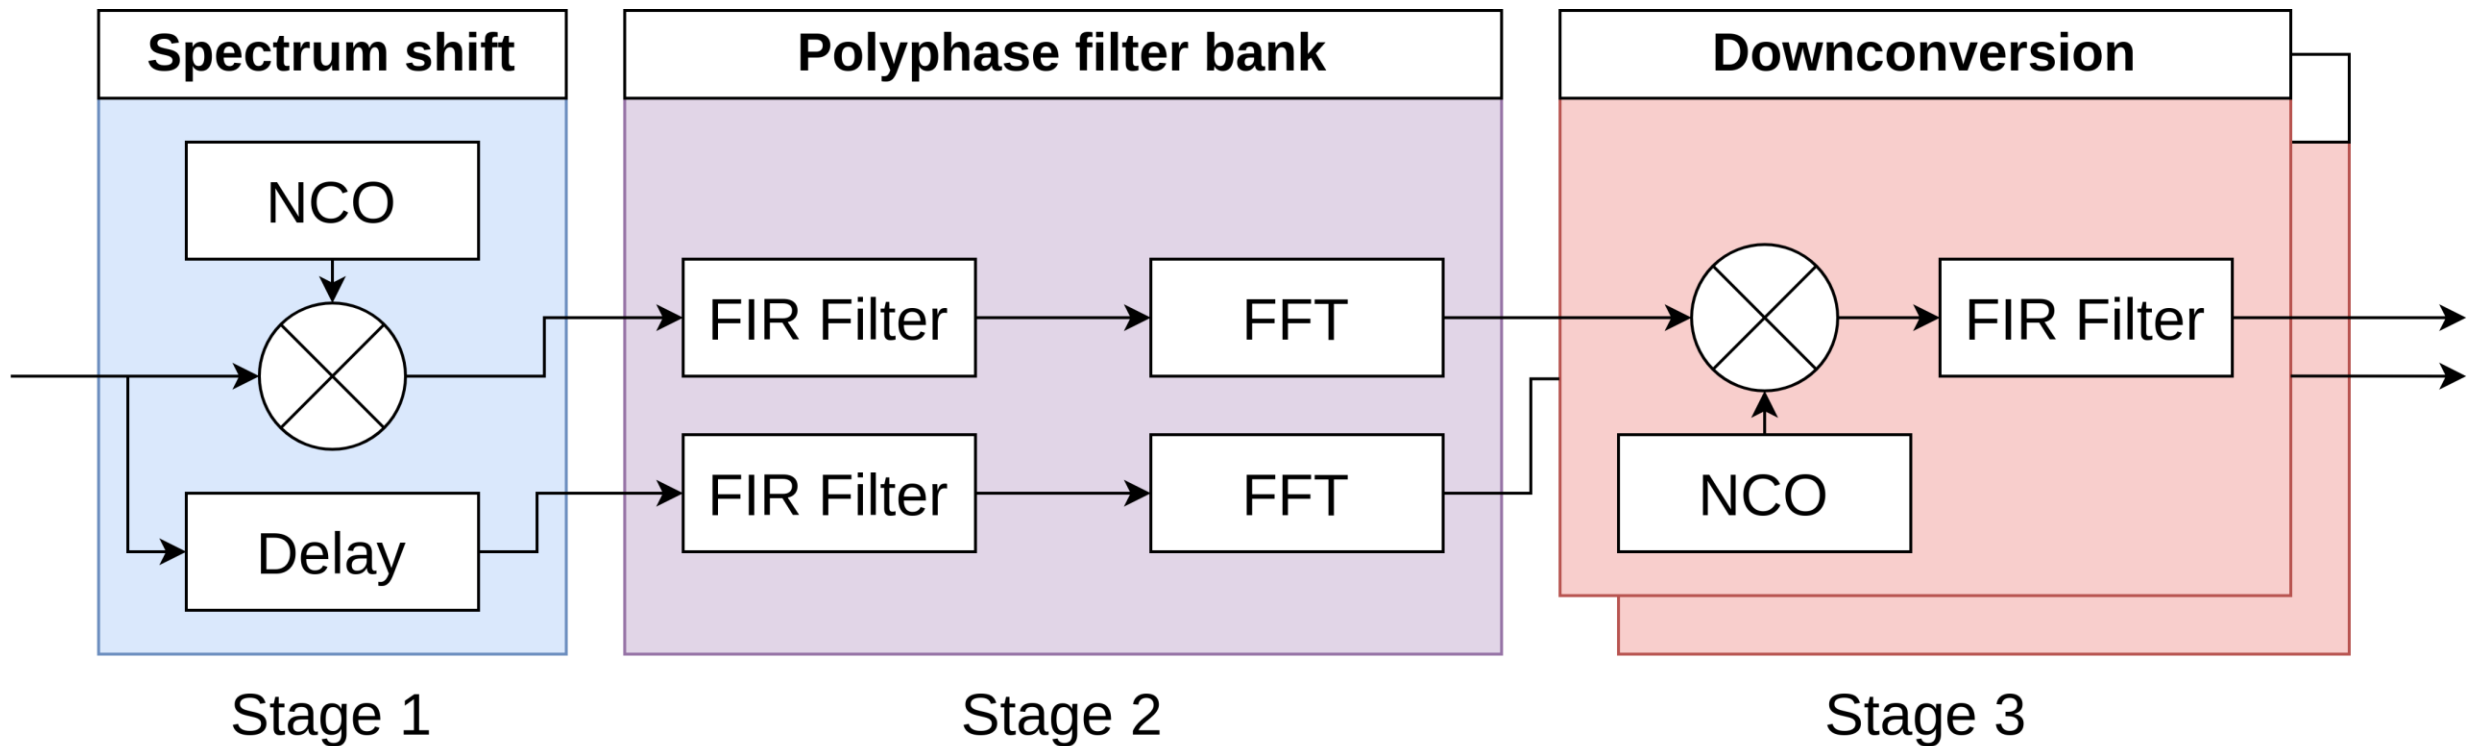 Spectrum shift
Polyphase filter bank
Downconversion
NCO
FIR Filter
FFT
FIR Filter
Delay
FIR Filter
FFT
NCO
Stage 1
Stage 2
Stage 3